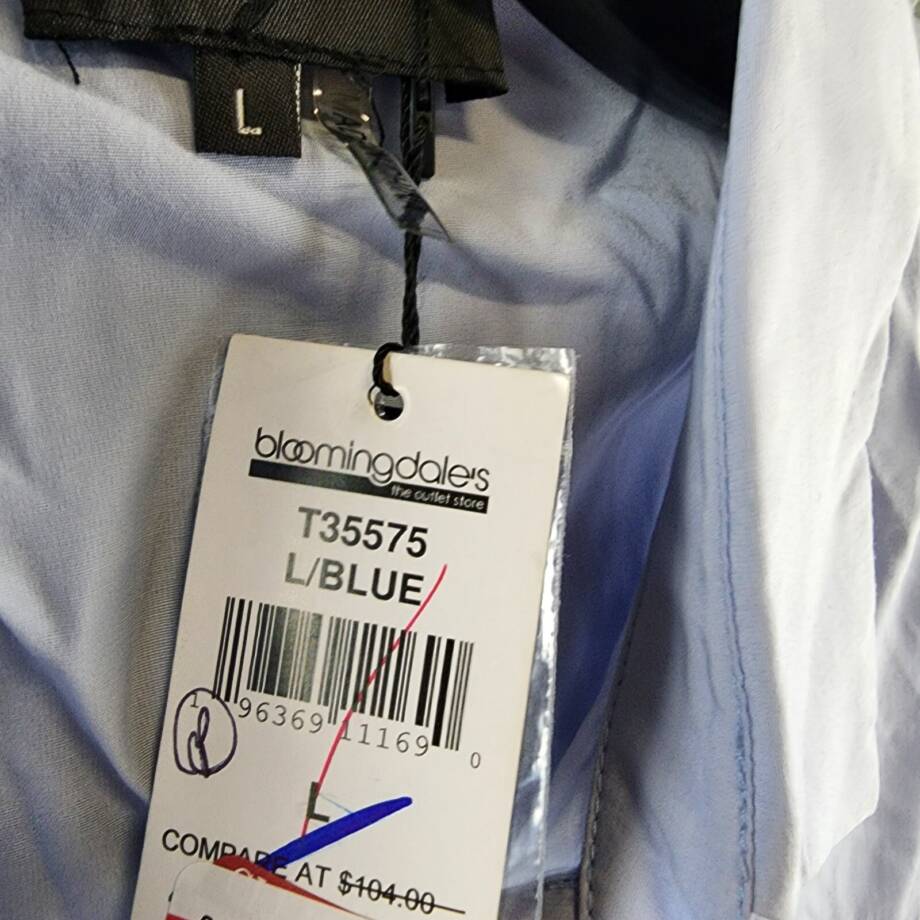 L
bloomingdale's
the outlet store
T35575
L/BLUE
1 96369 11169 0
L
COMPARE AT $104.00